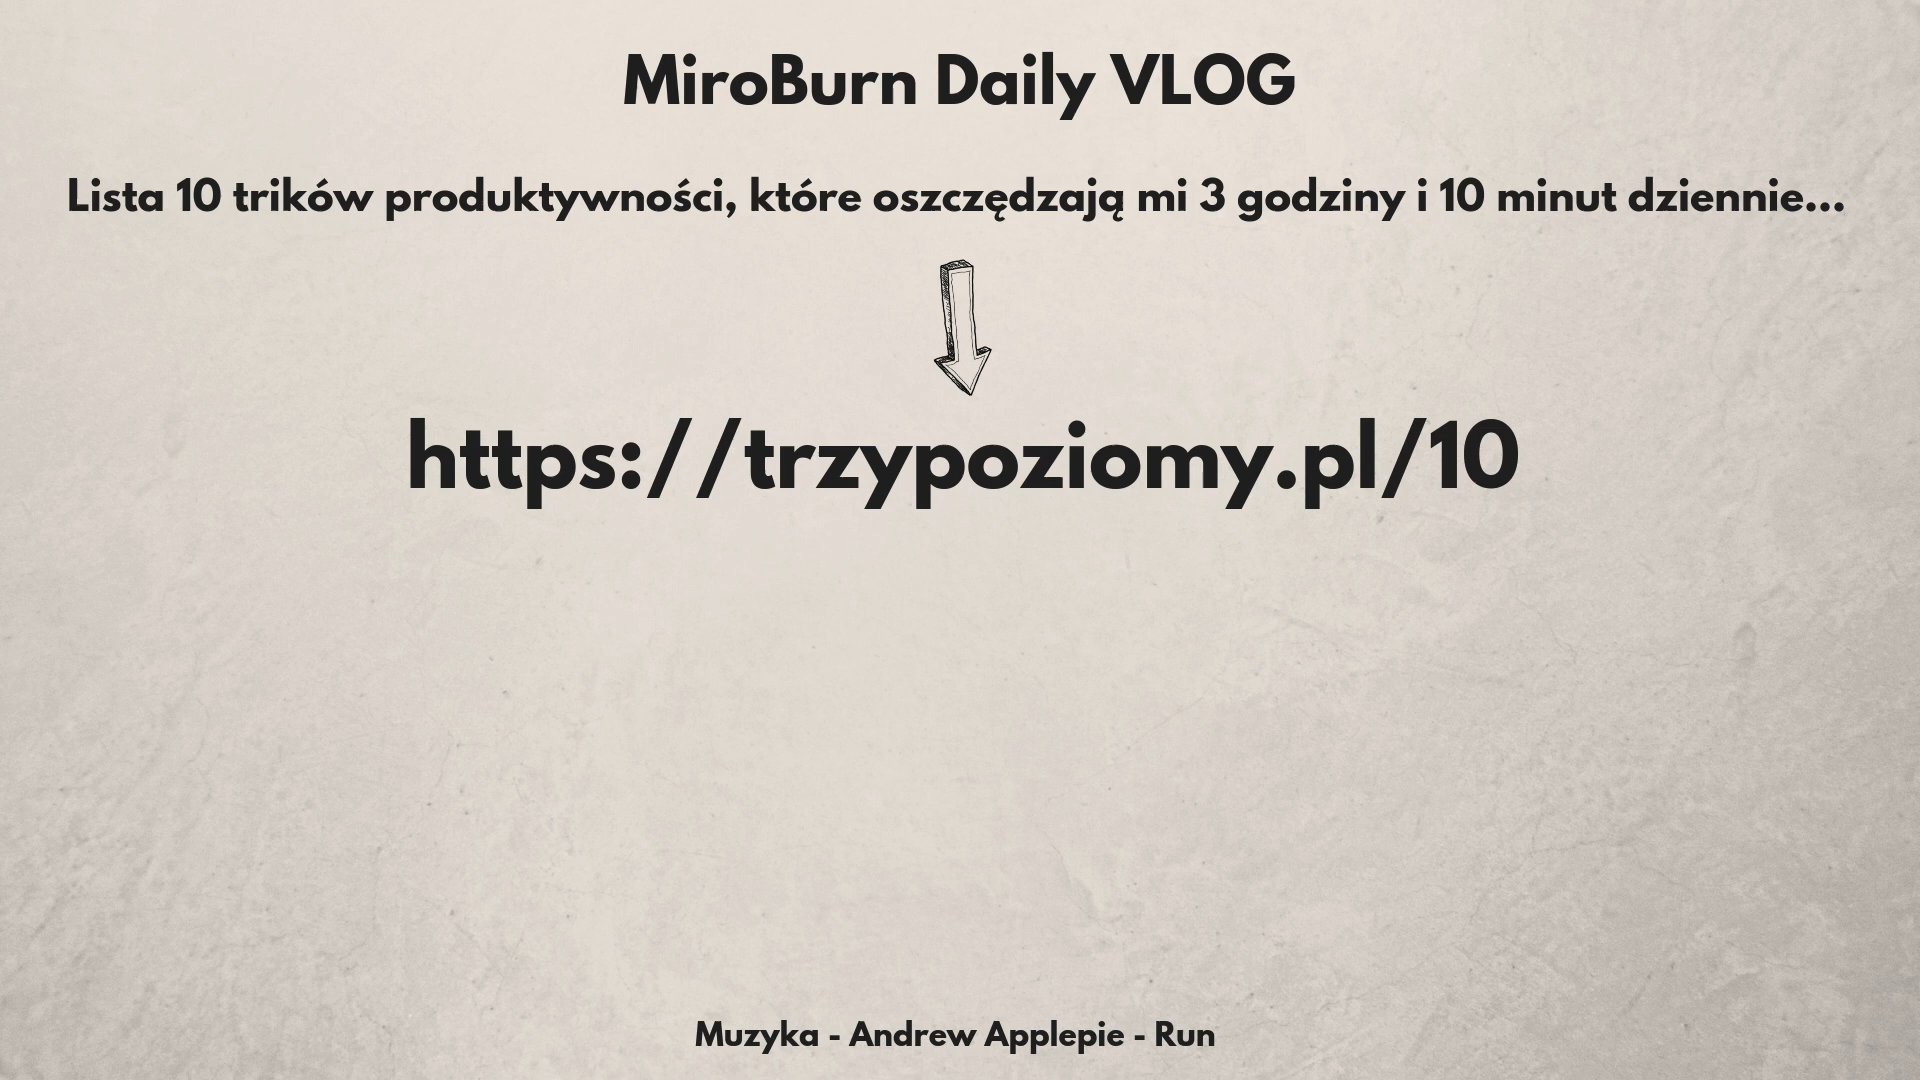 MiroBurn Daily VLOG
Lista 10 trików produktywności, które oszczędzają mi 3 godziny i 10 minut dziennie...
https://trzypoziomy.pl/10
Muzyka - Andrew Applepie - Run